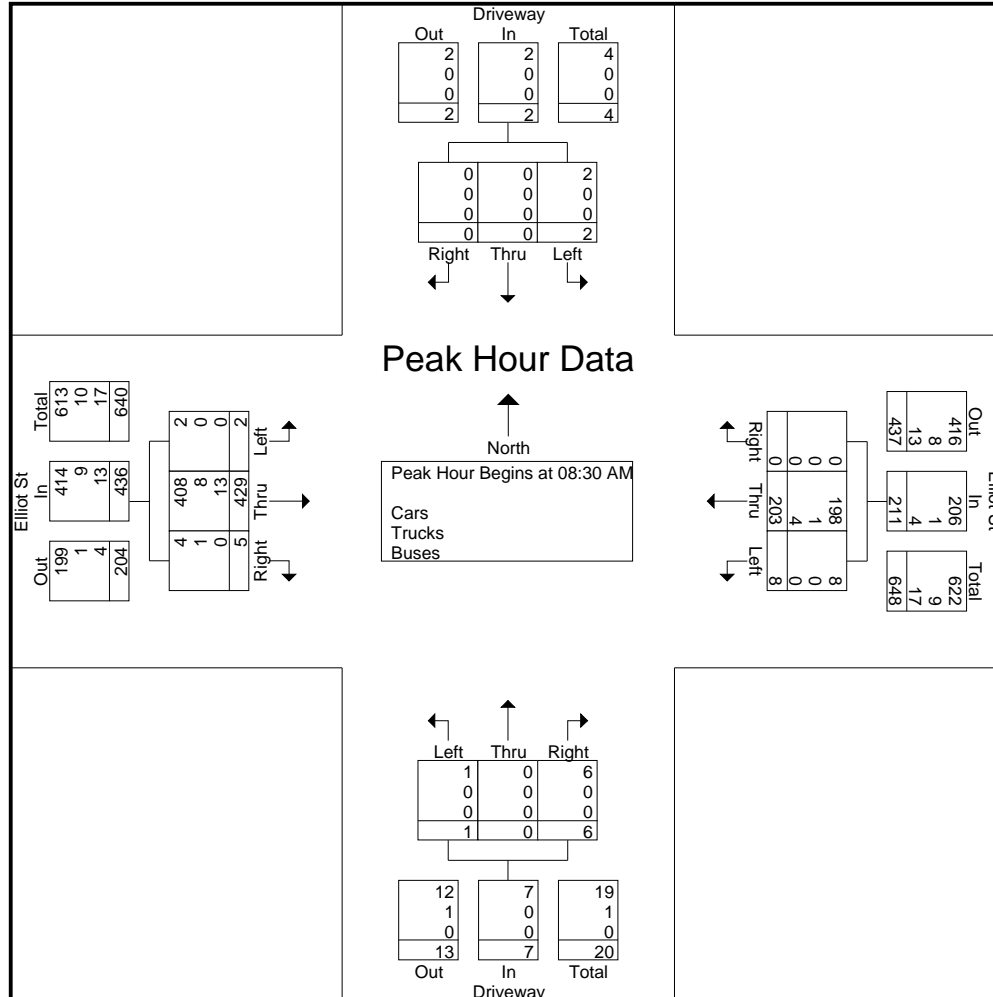 Driveway
Out In Total
2 2 4
0 0 0
0 0 0
2 2 4
0 0 2
0 0 0
0 0 0
0 0 2
Right Thru Left
Peak Hour Data
North
Peak Hour Begins at 08:30 AM
Cars
Trucks
Buses
Elliot St
Total
613
10
17
640
In
414
9
13
436
Out
199
1
4
204
2
0
0
2
Left
408
8
13
429
Thru
4
1
0
5
Right
Right
0
0
0
0
Thru
203
4
1
198
Left
8
0
0
8
Out
416
8
13
437
In
206
1
4
211
Total
622
9
17
648
Elliot St
Left Thru Right
1 0 6
0 0 0
0 0 0
1 0 6
12 7 19
1 0 1
0 0 0
13 7 20
Out In Total
Driveway